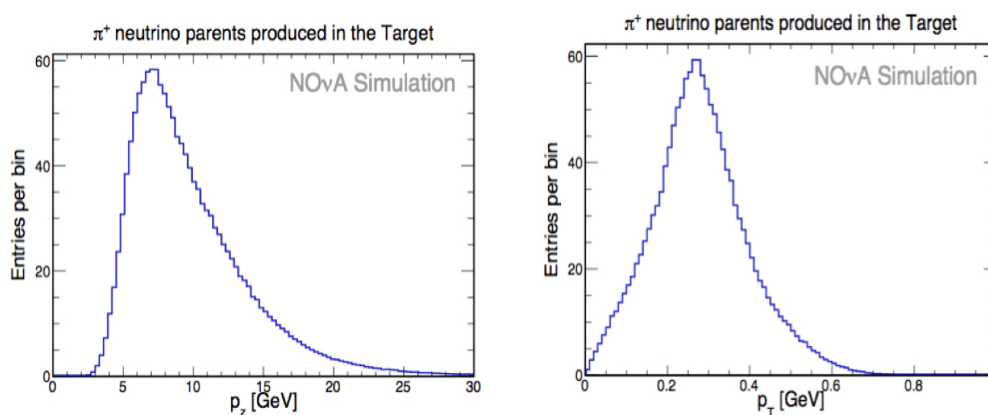 π+ neutrino parents produced in the Target
NOνA Simulation
Entries per bin
60
40
20
0
0 5 10 15 20 25 30
p_z [GeV]
π+ neutrino parents produced in the Target
NOνA Simulation
Entries per bin
60
40
20
0
0 0.2 0.4 0.6 0.8
p_T [GeV]